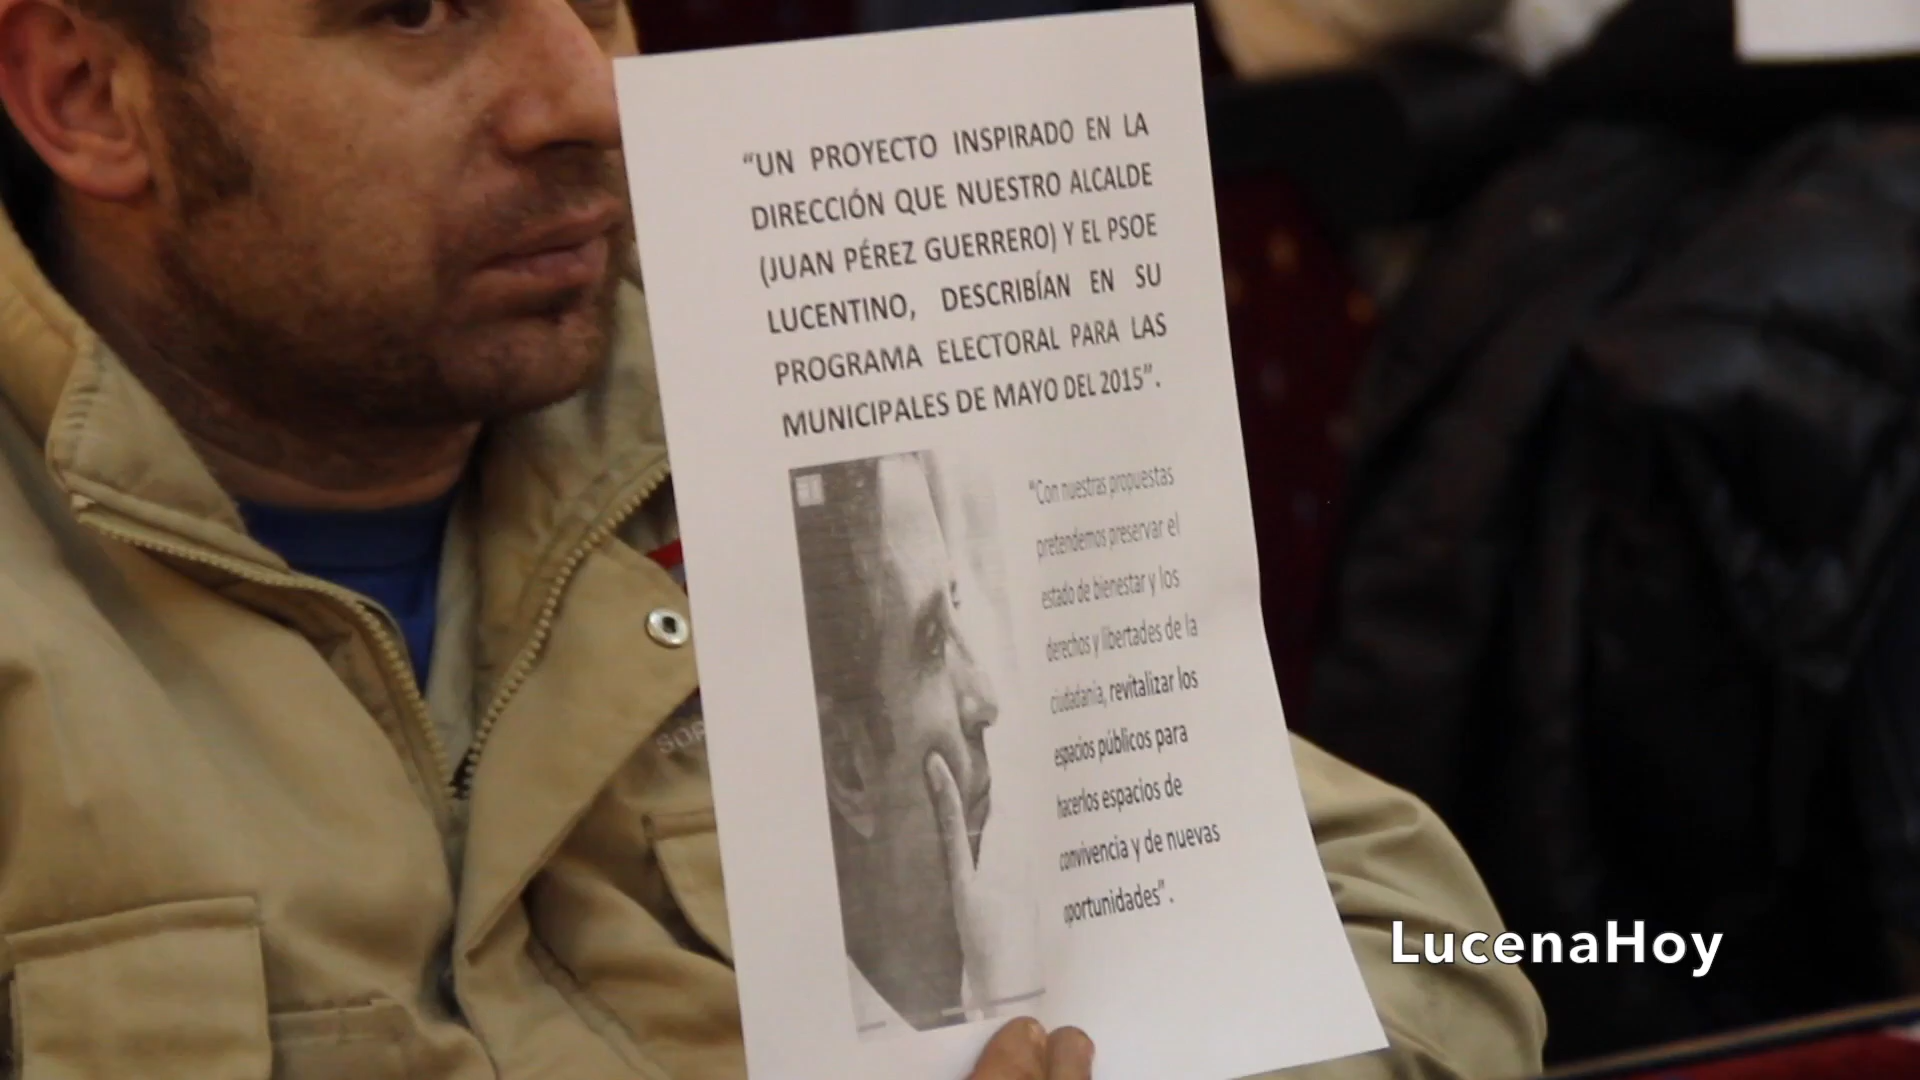 “UN PROYECTO INSPIRADO EN LA
DIRECCIÓN QUE NUESTRO ALCALDE
(JUAN PÉREZ GUERRERO) Y EL PSOE
LUCENTINO, DESCRIBÍAN EN SU
PROGRAMA ELECTORAL PARA LAS
MUNICIPALES DE MAYO DEL 2015”.
“Con nuestras propuestas
pretendemos preservar el
estado de bienestar y los
derechos y libertades de la
ciudadanía, revitalizar los
espacios públicos para
hacerlos espacios de
convivencia y de nuevas
oportunidades”.
LucenaHoy